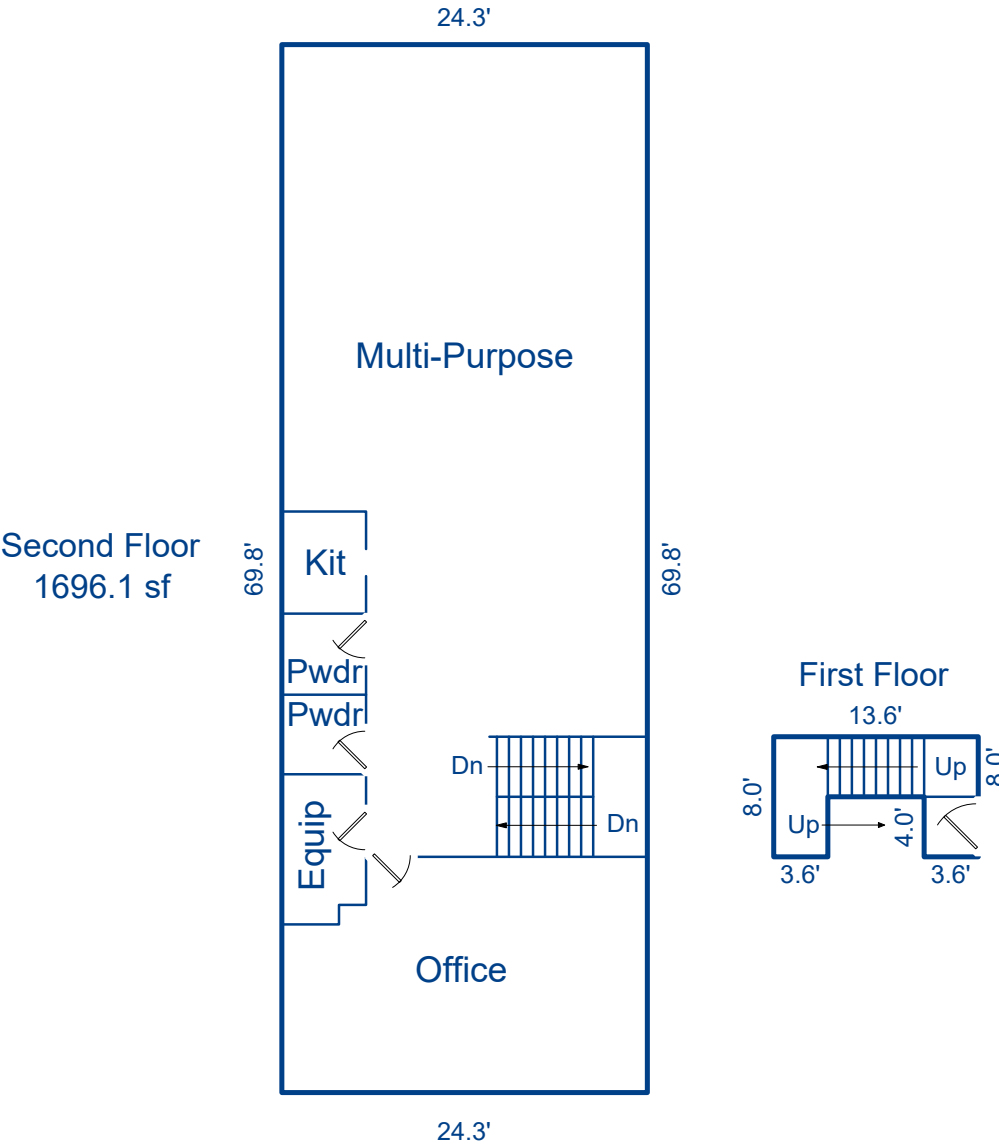 24.3'
Multi-Purpose
Second Floor
1696.1 sf
69.8'
69.8'
Kit
Pwdr
Pwdr
Equip
Dn
Dn
Office
24.3'
First Floor
13.6'
8.0'
8.0'
Up
Up
4.0'
3.6'
3.6'